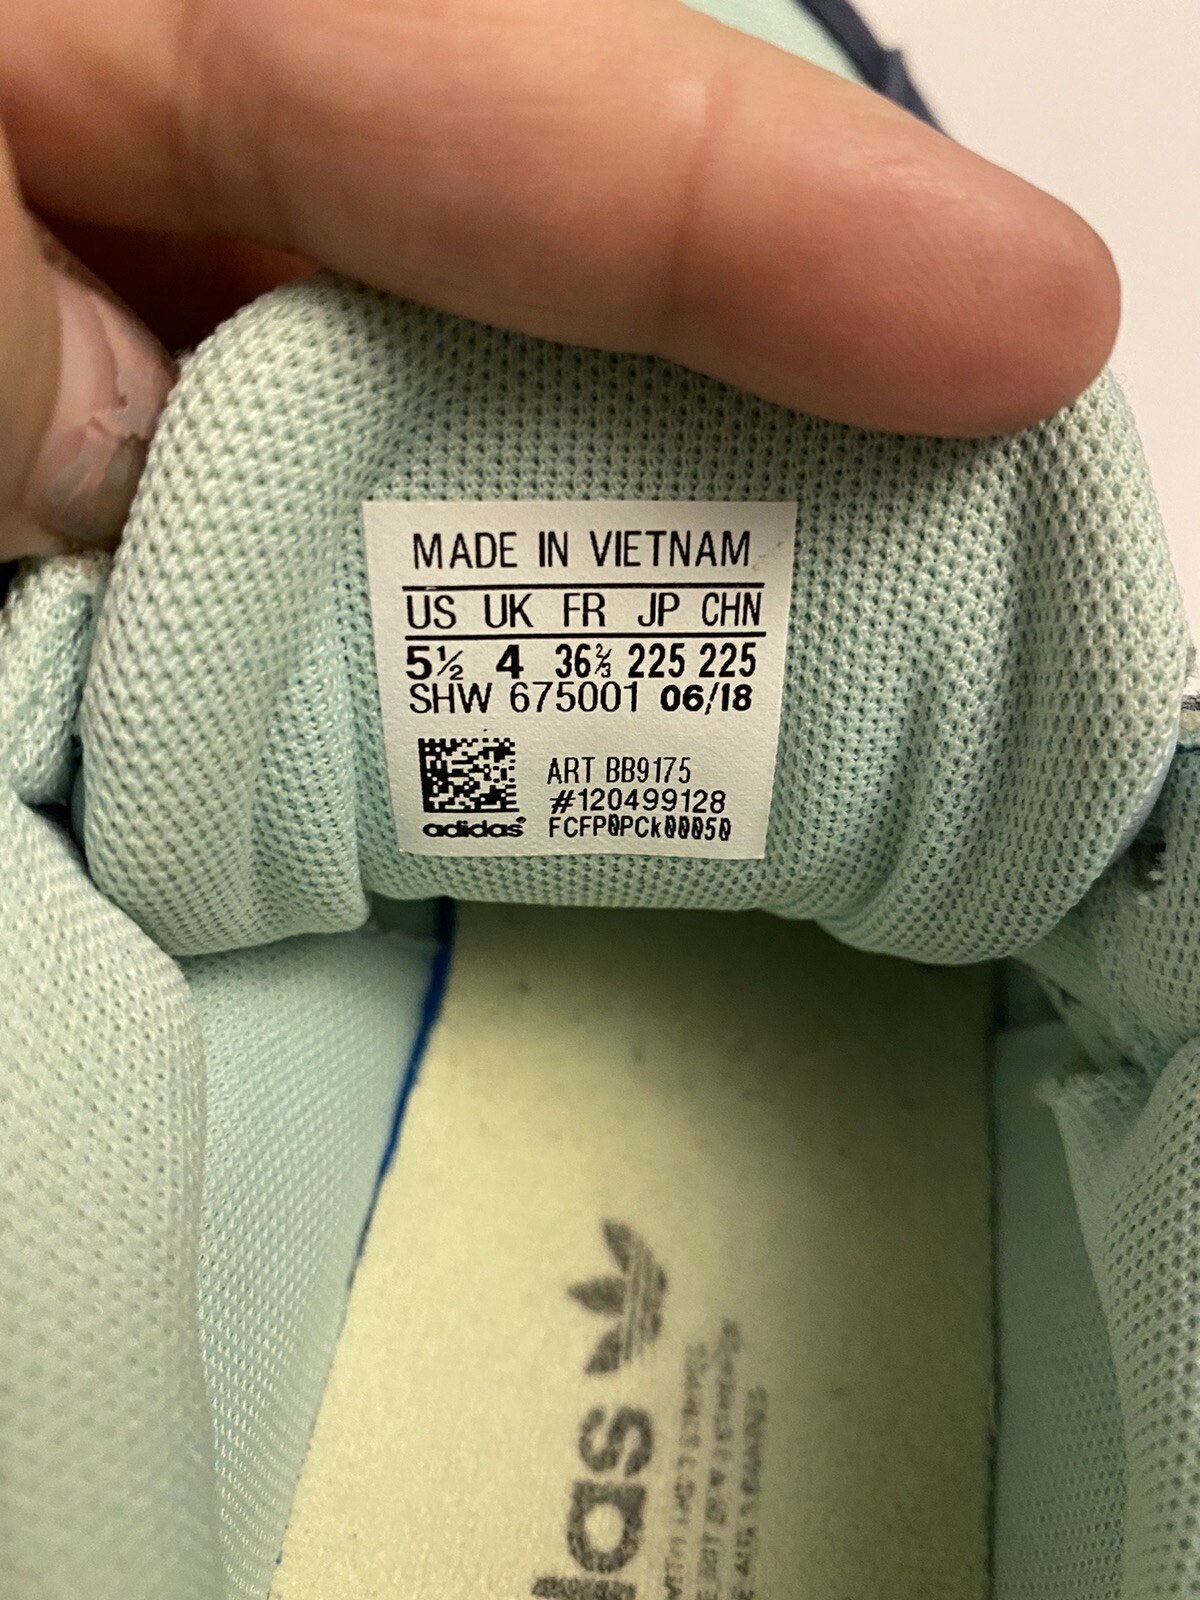 MADE IN VIETNAM
US UK FR JP CHN
5½ 4 36⅔ 225 225
SHW 675001 06/18
ART BB9175
#120499128
adidas® FCFP0PCk00050